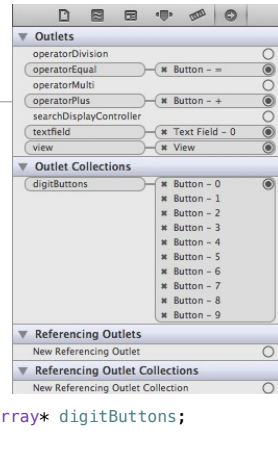 Outlets
operatorDivision
operatorEqual × Button – =
operatorMulti
operatorPlus × Button – +
searchDisplayController
textfield × Text Field – 0
view × View
Outlet Collections
digitButtons × Button – 0
× Button – 1
× Button – 2
× Button – 3
× Button – 4
× Button – 5
× Button – 6
× Button – 7
× Button – 8
× Button – 9
Referencing Outlets
New Referencing Outlet
Referencing Outlet Collections
New Referencing Outlet Collection
rray* digitButtons;